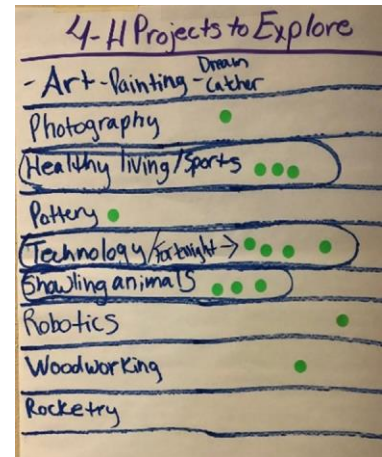 4-H Projects to Explore
- Art - Painting - Dream Catcher
Photography
Healthy living/Sports
Pottery
Technology/fortnight →
Showling animals
Robotics
Woodworking
Rocketry